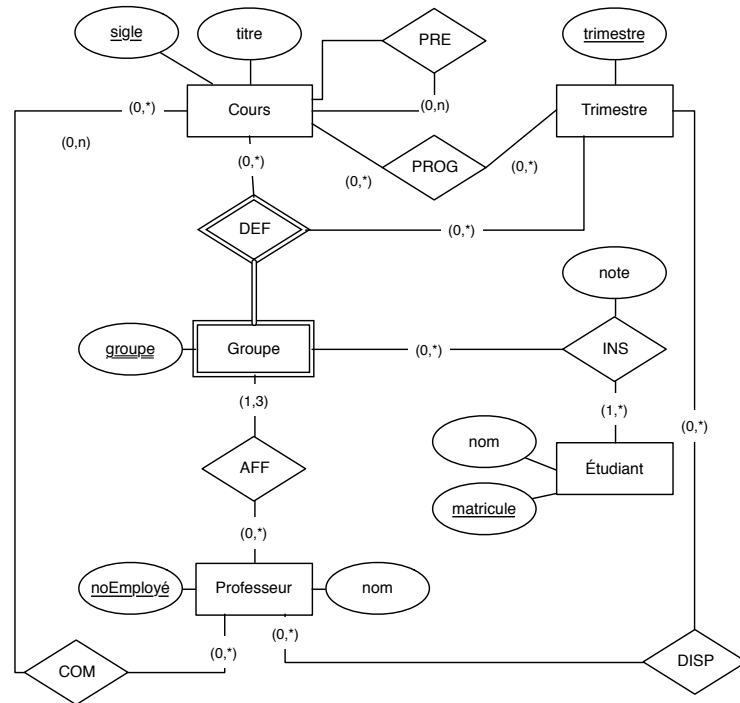 sigle
titre
PRE
trimestre
(0,*)
Cours
(0,n)
Trimestre
(0,n)
(0,*)
(0,*)
PROG
(0,*)
DEF
(0,*)
note
groupe
Groupe
(0,*)
INS
(1,3)
(1,*)
(0,*)
nom
AFF
Étudiant
matricule
(0,*)
noEmployé
Professeur
nom
(0,*)
(0,*)
COM
DISP